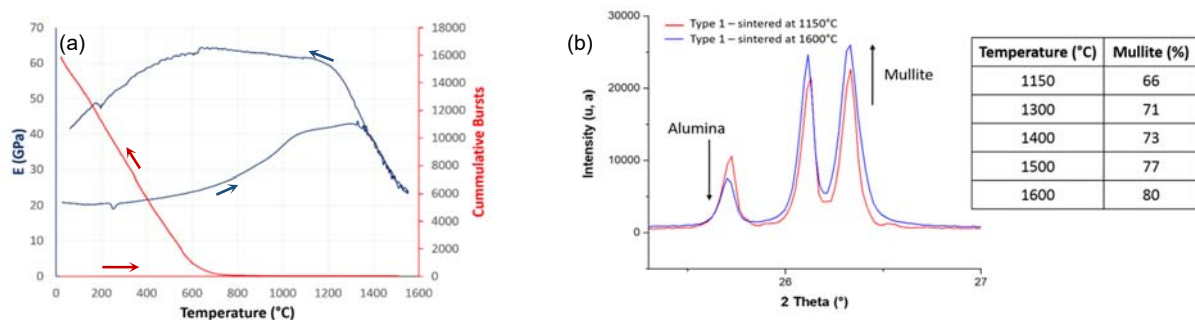 (a)
70
60
50
40
30
20
10
0
E (GPa)
0 200 400 600 800 1000 1200 1400 1600
Temperature (°C)
18000
16000
14000
12000
10000
8000
6000
4000
2000
0
Cummulative Bursts
(b)
30000
20000
10000
0
Intensity (u, a)
Type 1 – sintered at 1150°C
Type 1 – sintered at 1600°C
Alumina
Mullite
26 27
2 Theta (°)
Temperature (°C) Mullite (%)
1150 66
1300 71
1400 73
1500 77
1600 80